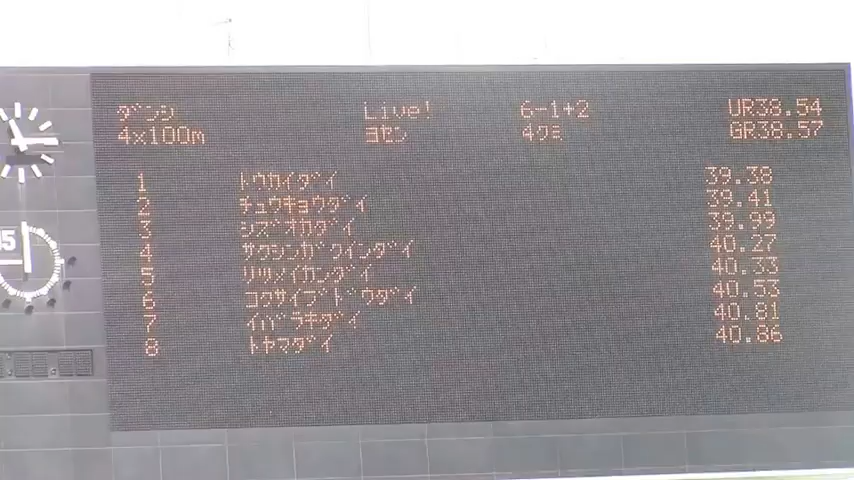 ダンシ Live! 6-1+2 UR38.54
4×100m ヨセン 4クミ GR38.57
1 トウカイダイ 39.38
2 チュウキョウダイ 39.41
3 シズオカダイ 39.99
4 サクシンガクインダイ 40.27
5 リツメイカンダイ 40.33
6 コクサイブドウダイ 40.53
7 イバラキダイ 40.81
8 トヤマダイ 40.86
15